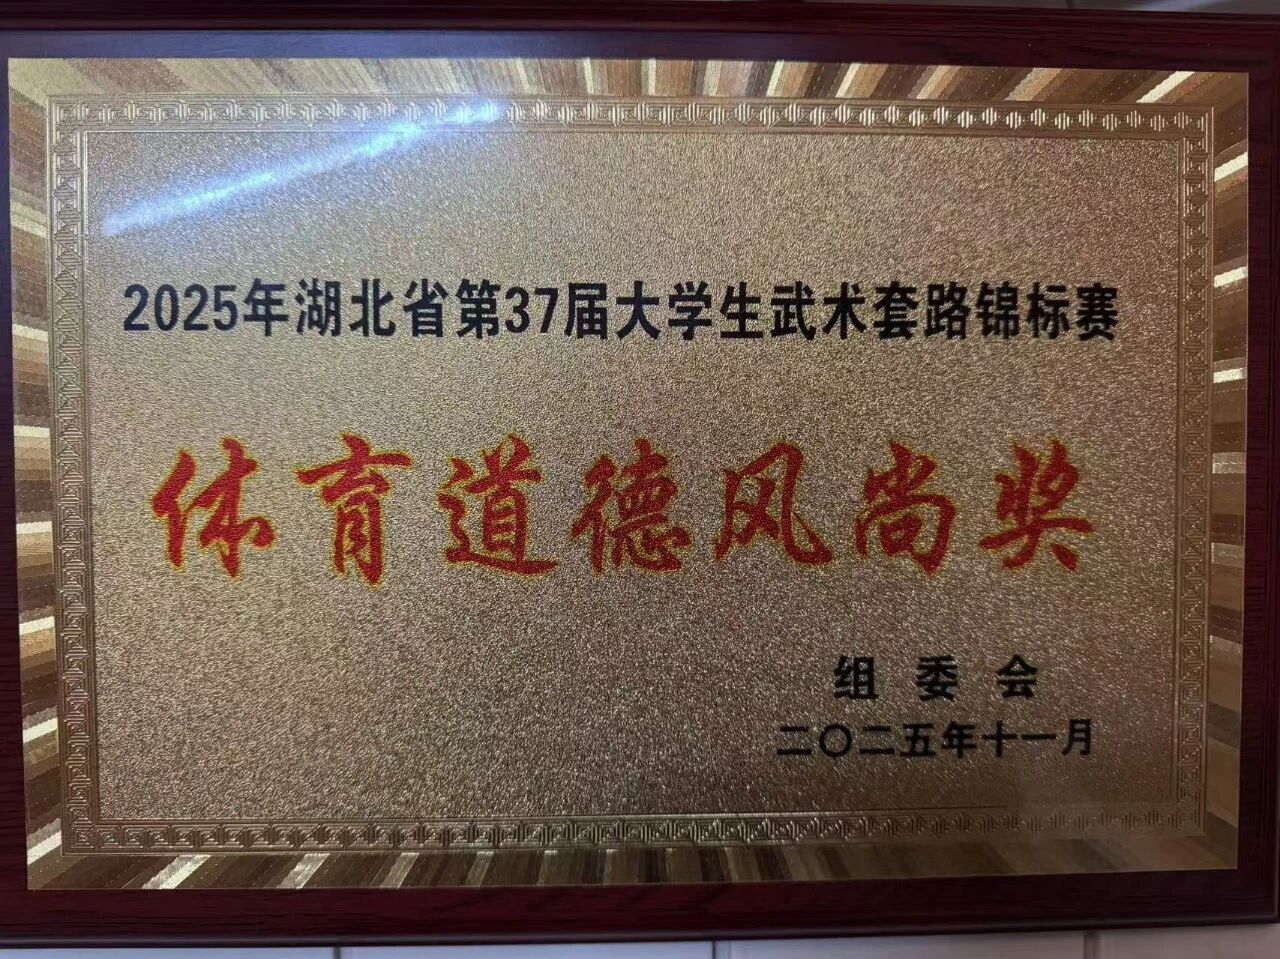 2025年湖北省第37届大学生武术套路锦标赛
体育道德风尚奖
组委会
二〇二五年十一月